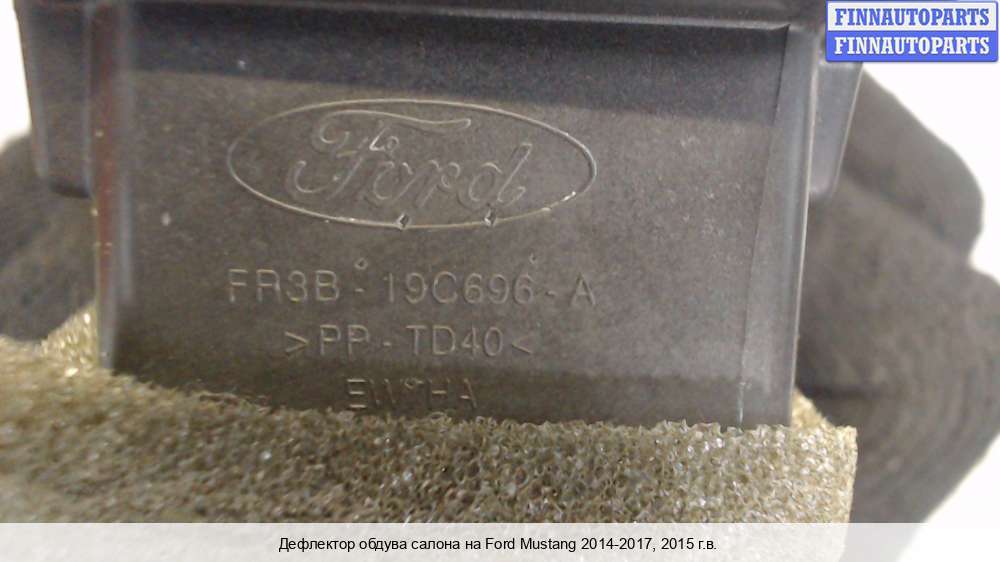 FINNAUTOPARTS
FINNAUTOPARTS
Ford
FR3B - 19C696 - A
>PP - TD40<
Дефлектор обдува салона на Ford Mustang 2014-2017, 2015 г.в.